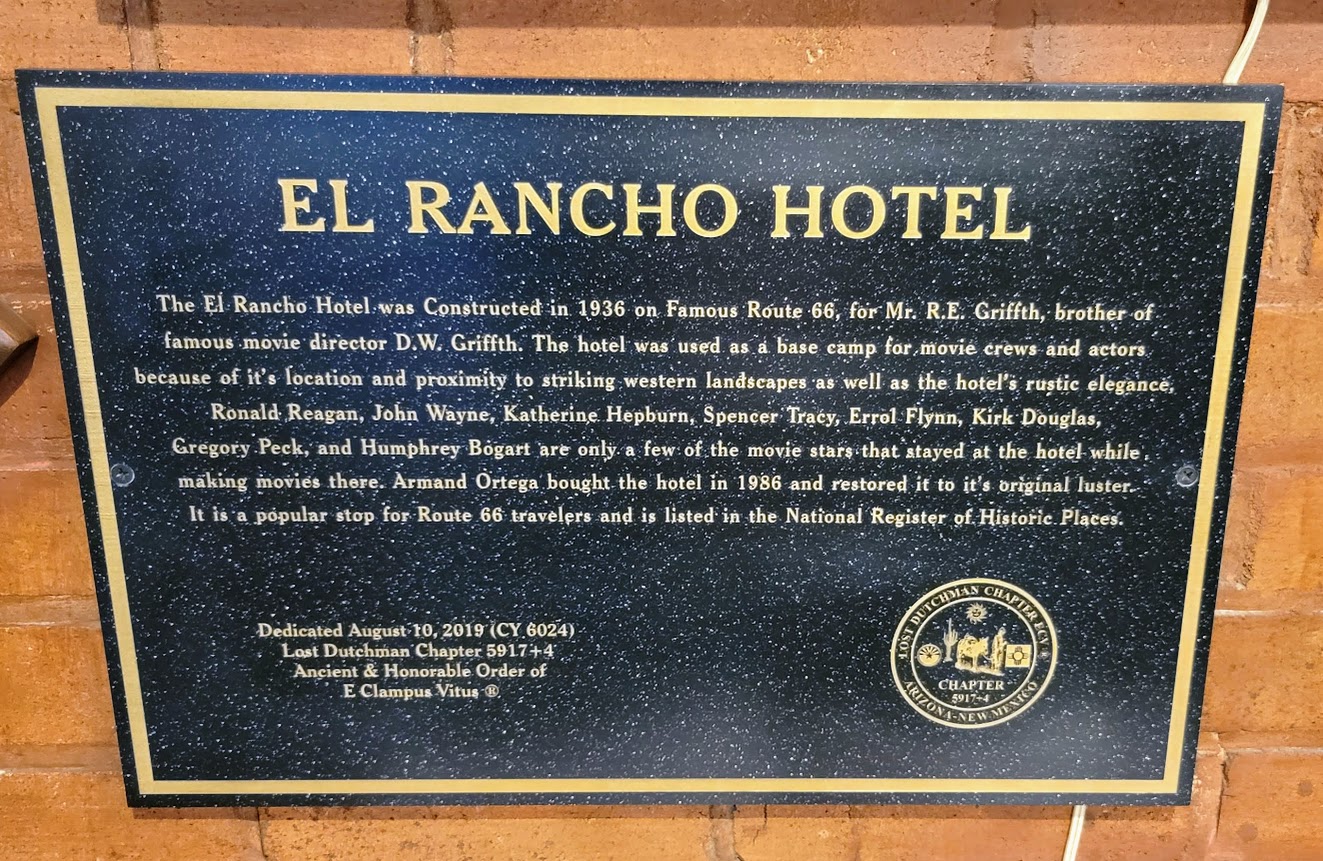 EL RANCHO HOTEL
The El Rancho Hotel was Constructed in 1936 on Famous Route 66, for Mr. R.E. Griffth, brother of
famous movie director D.W. Griffth. The hotel was used as a base camp for movie crews and actors
because of it's location and proximity to striking western landscapes as well as the hotel's rustic elegance,
Ronald Reagan, John Wayne, Katherine Hepburn, Spencer Tracy, Errol Flynn, Kirk Douglas,
Gregory Peck, and Humphrey Bogart are only a few of the movie stars that stayed at the hotel while
making movies there. Armand Ortega bought the hotel in 1986 and restored it to it's original luster.
It is a popular stop for Route 66 travelers and is listed in the National Register of Historic Places.
Dedicated August 10, 2019 (CY 6024)
Lost Dutchman Chapter 5917+4
Ancient & Honorable Order of
E Clampus Vitus ®
LOST DUTCHMAN CHAPTER ECV
CHAPTER
5917+4
ARIZONA-NEW MEXICO